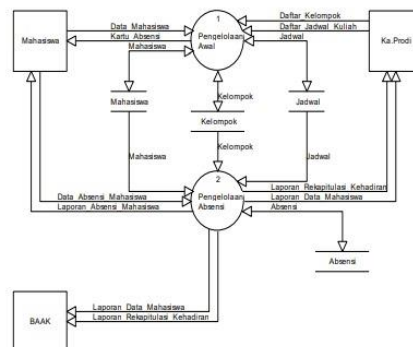 Mahasiswa
Data Mahasiswa
Kartu Absensi
Mahasiswa
1
Pengelolaan
Awal
Daftar Kelompok
Daftar Jadwal Kuliah
Jadwal
Ka.Prodi
Mahasiswa
Kelompok
Jadwal
Kelompok
Kelompok
Mahasiswa
Jadwal
2
Pengelolaan
Absensi
Laporan Rekapitulasi Kehadiran
Data Absensi Mahasiswa
Laporan Data Mahasiswa
Laporan Absensi Mahasiswa
Absensi
Absensi
BAAK
Laporan Data Mahasiswa
Laporan Rekapitulasi Kehadiran